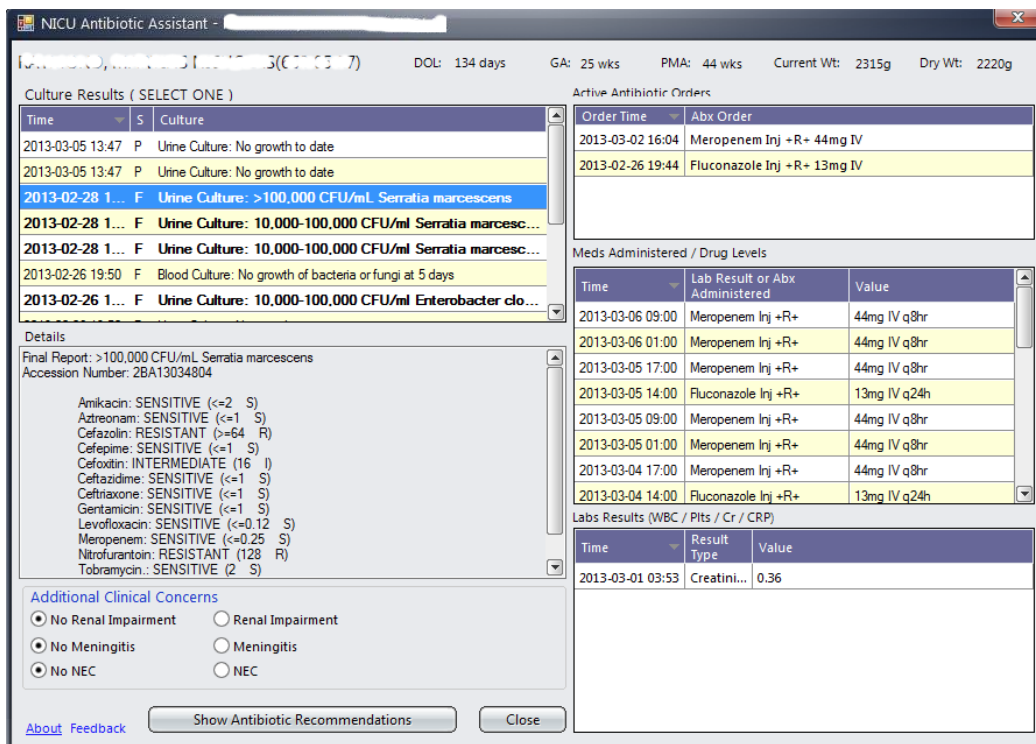 NICU Antibiotic Assistant -
DOL: 134 days GA: 25 wks PMA: 44 wks Current Wt: 2315g Dry Wt: 2220g
Culture Results ( SELECT ONE )
Time S Culture
2013-03-05 13:47 P Urine Culture: No growth to date
2013-03-05 13:47 P Urine Culture: No growth to date
2013-02-28 1... F Urine Culture: >100,000 CFU/mL Serratia marcescens
2013-02-28 1... F Urine Culture: 10,000-100,000 CFU/ml Serratia marcesc...
2013-02-28 1... F Urine Culture: 10,000-100,000 CFU/ml Serratia marcesc...
2013-02-26 19:50 F Blood Culture: No growth of bacteria or fungi at 5 days
2013-02-26 1... F Urine Culture: 10,000-100,000 CFU/ml Enterobacter clo...
Details
Final Report: >100,000 CFU/mL Serratia marcescens
Accession Number: 2BA13034804
Amikacin: SENSITIVE (<=2 S)
Aztreonam: SENSITIVE (<=1 S)
Cefazolin: RESISTANT (>=64 R)
Cefepime: SENSITIVE (<=1 S)
Cefoxitin: INTERMEDIATE (16 I)
Ceftazidime: SENSITIVE (<=1 S)
Ceftriaxone: SENSITIVE (<=1 S)
Gentamicin: SENSITIVE (<=1 S)
Levofloxacin: SENSITIVE (<=0.12 S)
Meropenem: SENSITIVE (<=0.25 S)
Nitrofurantoin: RESISTANT (128 R)
Tobramycin.: SENSITIVE (2 S)
Additional Clinical Concerns
No Renal Impairment Renal Impairment
No Meningitis Meningitis
No NEC NEC
About Feedback Show Antibiotic Recommendations Close
Active Antibiotic Orders
Order Time Abx Order
2013-03-02 16:04 Meropenem Inj +R+ 44mg IV
2013-02-26 19:44 Fluconazole Inj +R+ 13mg IV
Meds Administered / Drug Levels
Time Lab Result or Abx Administered Value
2013-03-06 09:00 Meropenem Inj +R+ 44mg IV q8hr
2013-03-06 01:00 Meropenem Inj +R+ 44mg IV q8hr
2013-03-05 17:00 Meropenem Inj +R+ 44mg IV q8hr
2013-03-05 14:00 Fluconazole Inj +R+ 13mg IV q24h
2013-03-05 09:00 Meropenem Inj +R+ 44mg IV q8hr
2013-03-05 01:00 Meropenem Inj +R+ 44mg IV q8hr
2013-03-04 17:00 Meropenem Inj +R+ 44mg IV q8hr
2013-03-04 14:00 Fluconazole Inj +R+ 13mg IV q24h
Labs Results (WBC / Plts / Cr / CRP)
Time Result Type Value
2013-03-01 03:53 Creatini... 0.36